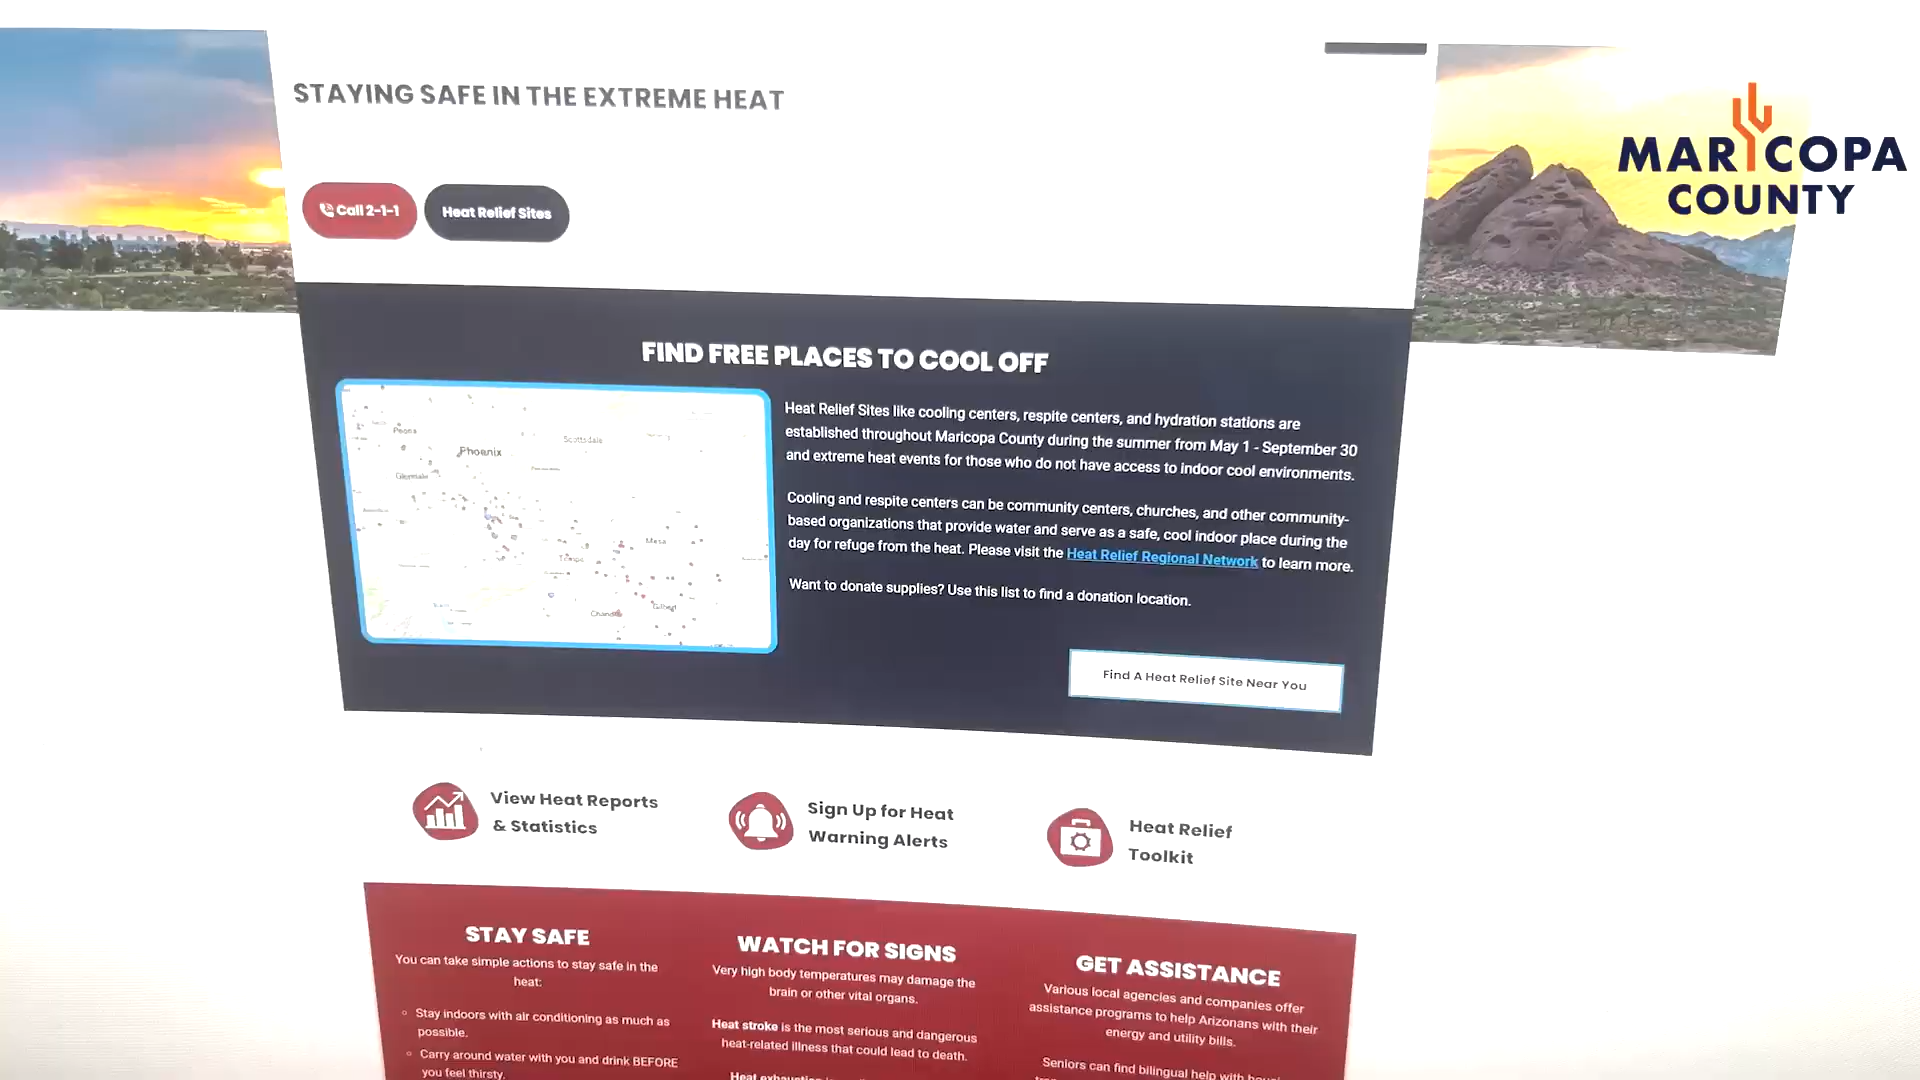 STAYING SAFE IN THE EXTREME HEAT
MARICOPA
COUNTY
Call 2-1-1
Heat Relief Sites
FIND FREE PLACES TO COOL OFF
Peoria
Phoenix
Scottsdale
Glendale
Mesa
Tempe
Chandler
Gilbert
Heat Relief Sites like cooling centers, respite centers, and hydration stations are
established throughout Maricopa County during the summer from May 1 - September 30
and extreme heat events for those who do not have access to indoor cool environments.
Cooling and respite centers can be community centers, churches, and other community-
based organizations that provide water and serve as a safe, cool indoor place during the
day for refuge from the heat. Please visit the Heat Relief Regional Network to learn more.
Want to donate supplies? Use this list to find a donation location.
Find A Heat Relief Site Near You
View Heat Reports
& Statistics
Sign Up for Heat
Warning Alerts
Heat Relief
Toolkit
STAY SAFE
You can take simple actions to stay safe in the
heat:
Stay indoors with air conditioning as much as
possible.
Carry around water with you and drink BEFORE
you feel thirsty.
WATCH FOR SIGNS
Very high body temperatures may damage the
brain or other vital organs.
Heat stroke is the most serious and dangerous
heat-related illness that could lead to death.
GET ASSISTANCE
Various local agencies and companies offer
assistance programs to help Arizonans with their
energy and utility bills.
Seniors can find bilingual help with